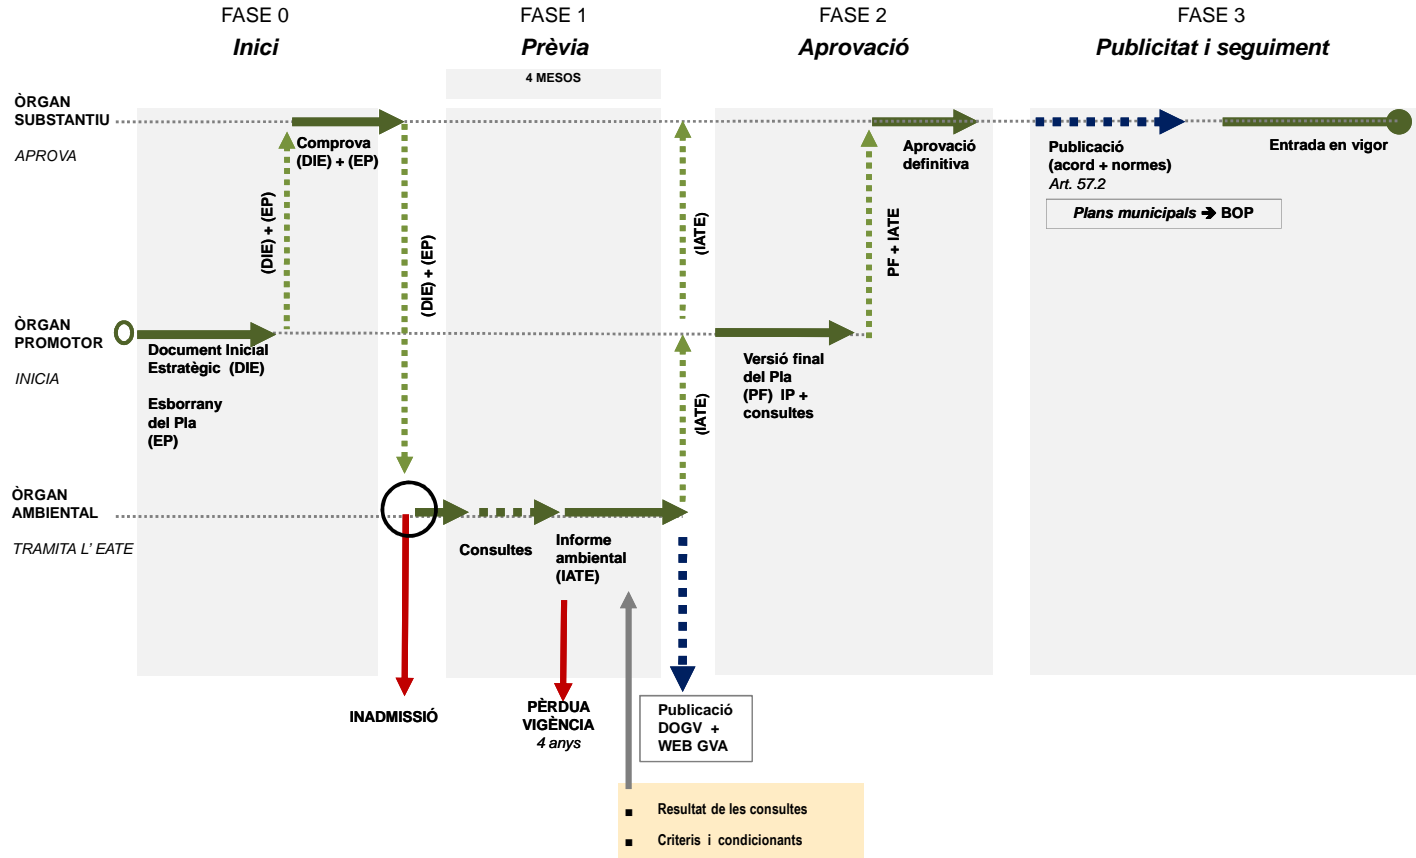 FASE 0
Inici
FASE 1
Prèvia
FASE 2
Aprovació
FASE 3
Publicitat i seguiment
4 MESOS
ÒRGAN
SUBSTANTIU
APROVA
Comprova
(DIE) + (EP)
(DIE) + (EP)
(DIE) + (EP)
(IATE)
Aprovació
definitiva
PF + IATE
Publicació
(acord + normes)
Art. 57.2
Plans municipals 🡺 BOP
Entrada en vigor
ÒRGAN
PROMOTOR
INICIA
Document Inicial
Estratègic (DIE)
Esborrany
del Pla
(EP)
(IATE)
Versió final
del Pla
(PF) IP +
consultes
ÒRGAN
AMBIENTAL
TRAMITA L' EATE
Consultes
Informe
ambiental
(IATE)
INADMISSIÓ
PÈRDUA
VIGÈNCIA
4 anys
Publicació
DOGV +
WEB GVA
▪ Resultat de les consultes
▪ Criteris i condicionants